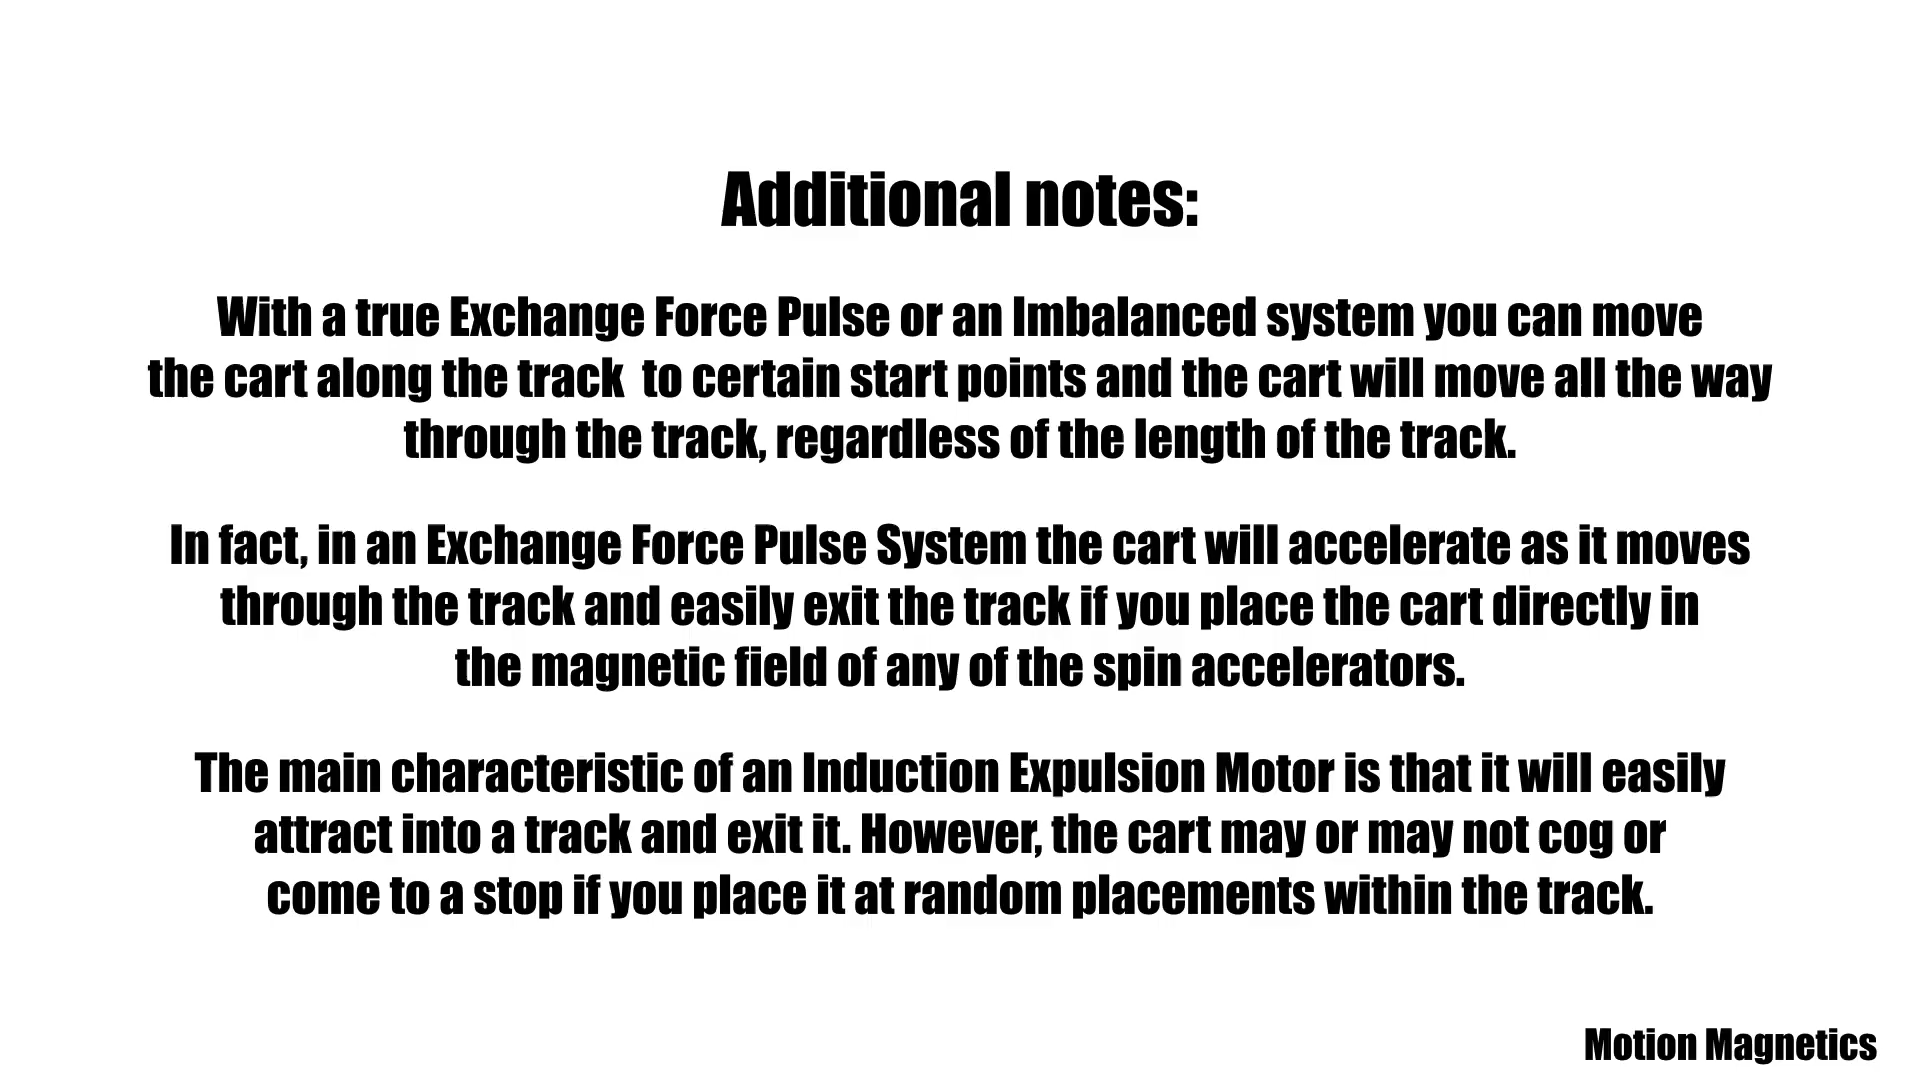 Additional notes:
With a true Exchange Force Pulse or an Imbalanced system you can move
the cart along the track  to certain start points and the cart will move all the way
through the track, regardless of the length of the track.
In fact, in an Exchange Force Pulse System the cart will accelerate as it moves
through the track and easily exit the track if you place the cart directly in
the magnetic field of any of the spin accelerators.
The main characteristic of an Induction Expulsion Motor is that it will easily
attract into a track and exit it. However, the cart may or may not cog or
come to a stop if you place it at random placements within the track.
Motion Magnetics